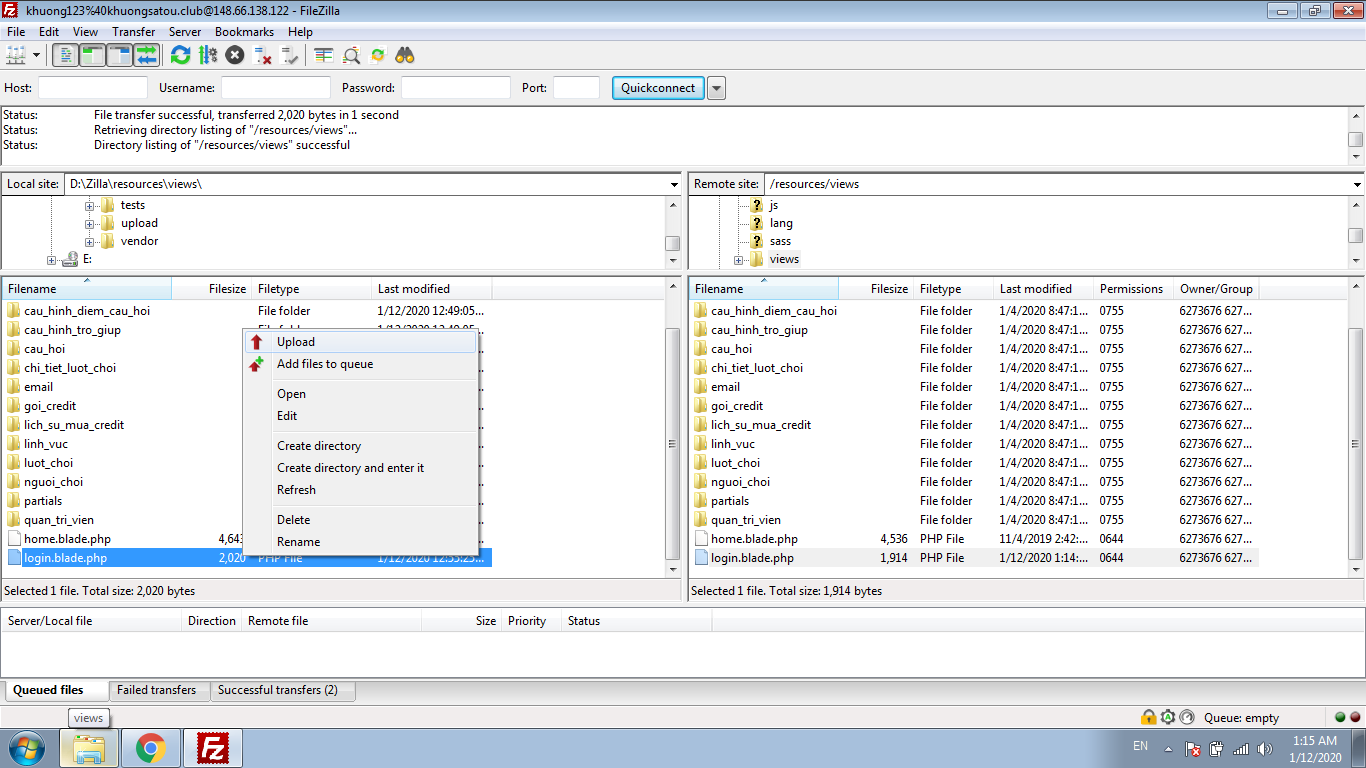 khuong123%40khuongsatou.club@148.66.138.122 - FileZilla
File Edit View Transfer Server Bookmarks Help
Host: Username: Password: Port: Quickconnect
Status: File transfer successful, transferred 2,020 bytes in 1 second
Status: Retrieving directory listing of "/resources/views"...
Status: Directory listing of "/resources/views" successful
Local site: D:\Zilla\resources\views\
tests
upload
vendor
E:
Filename Filesize Filetype Last modified
cau_hinh_diem_cau_hoi File folder 1/12/2020 12:49:05...
cau_hinh_tro_giup
cau_hoi
chi_tiet_luot_choi
email
goi_credit
lich_su_mua_credit
linh_vuc
luot_choi
nguoi_choi
partials
quan_tri_vien
home.blade.php 4,643
login.blade.php 2,020 PHP File 1/12/2020 12:53:23...
Upload
Add files to queue
Open
Edit
Create directory
Create directory and enter it
Refresh
Delete
Rename
Selected 1 file. Total size: 2,020 bytes
Remote site: /resources/views
js
lang
sass
views
Filename Filesize Filetype Last modified Permissions Owner/Group
cau_hinh_diem_cau_hoi File folder 1/4/2020 8:47:1... 0755 6273676 627...
cau_hinh_tro_giup File folder 1/4/2020 8:47:1... 0755 6273676 627...
cau_hoi File folder 1/4/2020 8:47:1... 0755 6273676 627...
chi_tiet_luot_choi File folder 1/4/2020 8:47:1... 0755 6273676 627...
email File folder 1/4/2020 8:47:1... 0755 6273676 627...
goi_credit File folder 1/4/2020 8:47:1... 0755 6273676 627...
lich_su_mua_credit File folder 1/4/2020 8:47:1... 0755 6273676 627...
linh_vuc File folder 1/4/2020 8:47:1... 0755 6273676 627...
luot_choi File folder 1/4/2020 8:47:1... 0755 6273676 627...
nguoi_choi File folder 1/4/2020 8:47:1... 0755 6273676 627...
partials File folder 1/4/2020 8:47:1... 0755 6273676 627...
quan_tri_vien File folder 1/4/2020 8:47:1... 0755 6273676 627...
home.blade.php 4,536 PHP File 11/4/2019 2:42:... 0644 6273676 627...
login.blade.php 1,914 PHP File 1/12/2020 1:14:... 0644 6273676 627...
Selected 1 file. Total size: 1,914 bytes
Server/Local file Direction Remote file Size Priority Status
Queued files Failed transfers Successful transfers (2)
Queue: empty
views
EN
1:15 AM
1/12/2020